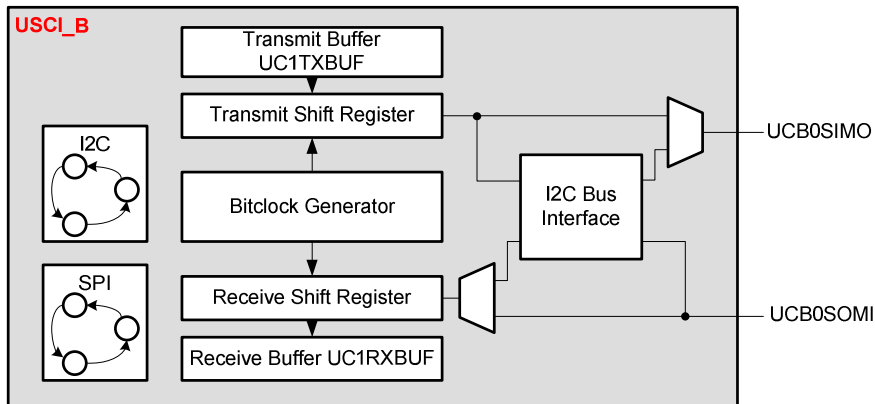 USCI_B
Transmit Buffer
UC1TXBUF
Transmit Shift Register
I2C
Bitclock Generator
I2C Bus
Interface
UCB0SIMO
SPI
Receive Shift Register
UCB0SOMI
Receive Buffer UC1RXBUF